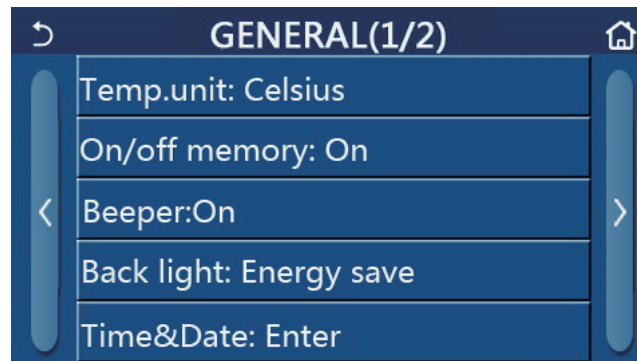 GENERAL(1/2)
Temp.unit: Celsius
On/off memory: On
Beeper:On
Back light: Energy save
Time&Date: Enter